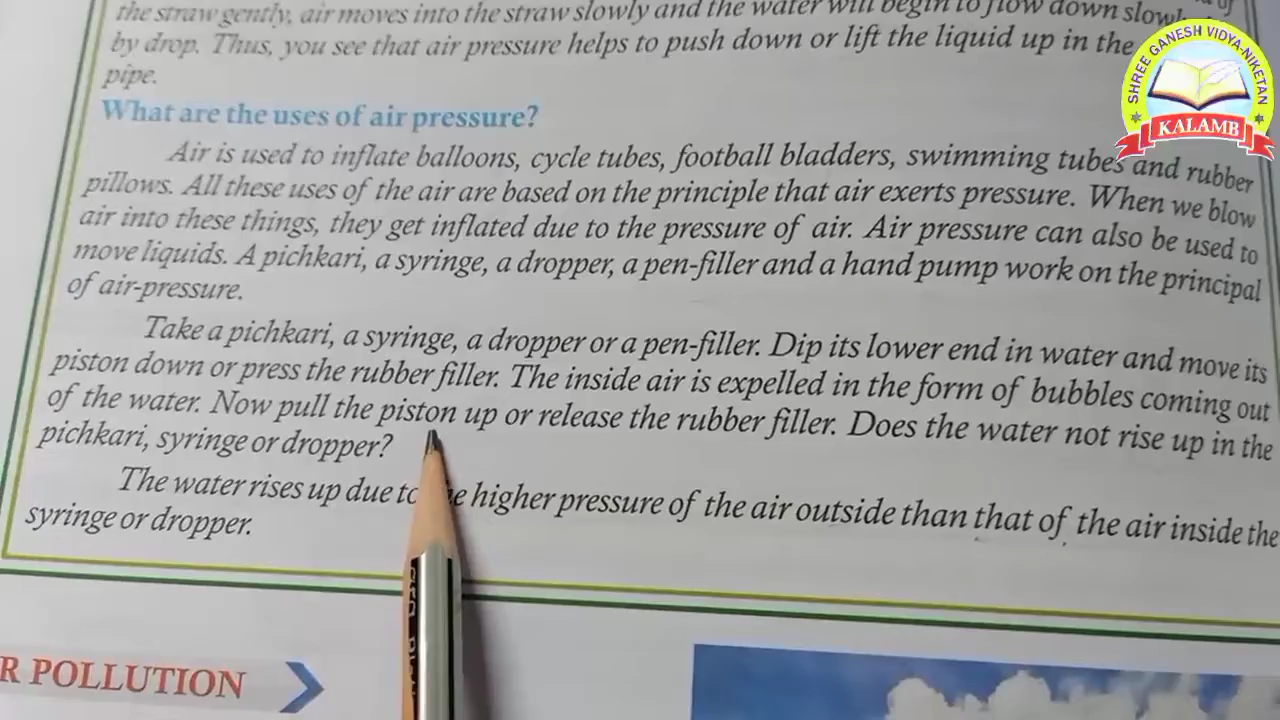 the straw gently, air moves into the straw slowly and the water will begin to flow down slowly
by drop. Thus, you see that air pressure helps to push down or lift the liquid up in the
pipe.
What are the uses of air pressure?
Air is used to inflate balloons, cycle tubes, football bladders, swimming tubes and rubber
pillows. All these uses of the air are based on the principle that air exerts pressure. When we blow
air into these things, they get inflated due to the pressure of air. Air pressure can also be used to
move liquids. A pichkari, a syringe, a dropper, a pen-filler and a hand pump work on the principal
of air-pressure.
Take a pichkari, a syringe, a dropper or a pen-filler. Dip its lower end in water and move its
piston down or press the rubber filler. The inside air is expelled in the form of bubbles coming out
of the water. Now pull the piston up or release the rubber filler. Does the water not rise up in the
pichkari, syringe or dropper?
The water rises up due to higher pressure of the air outside than that of the air inside the
syringe or dropper.
R POLLUTION
SHREE GANESH VIDYA-NIKETAN
KALAMB